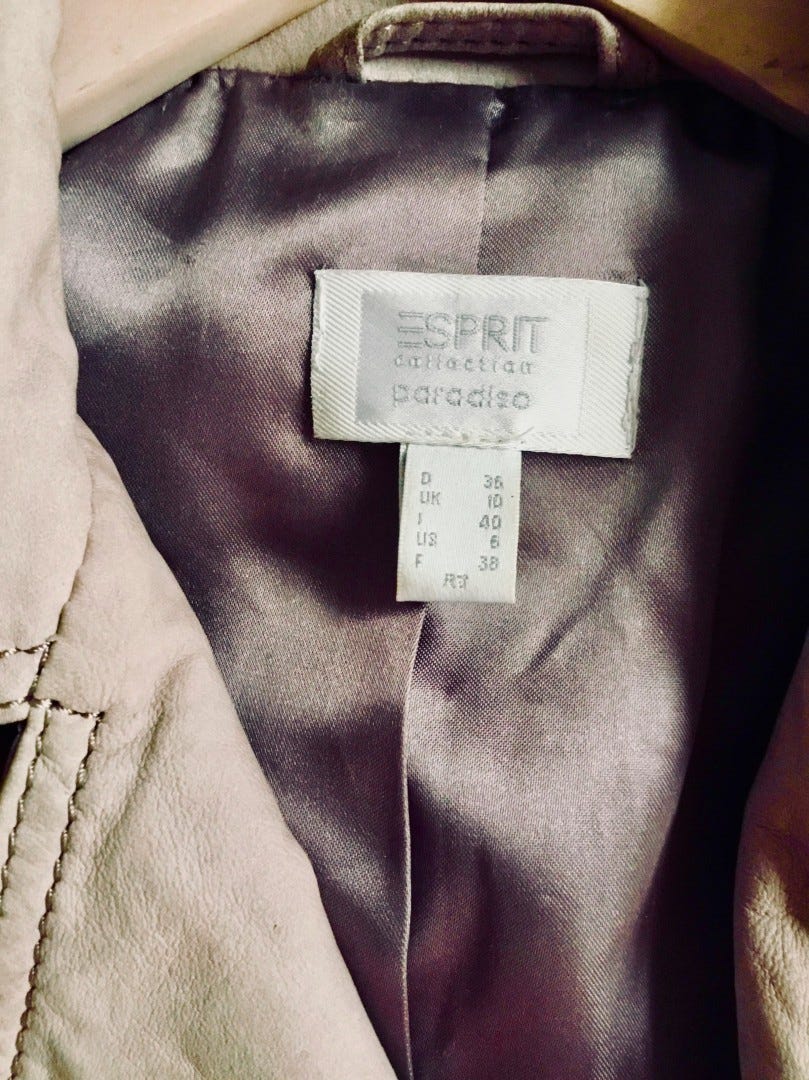 ESPRIT
collection
paradiso
D 36
UK 10
I 40
US 6
F 38